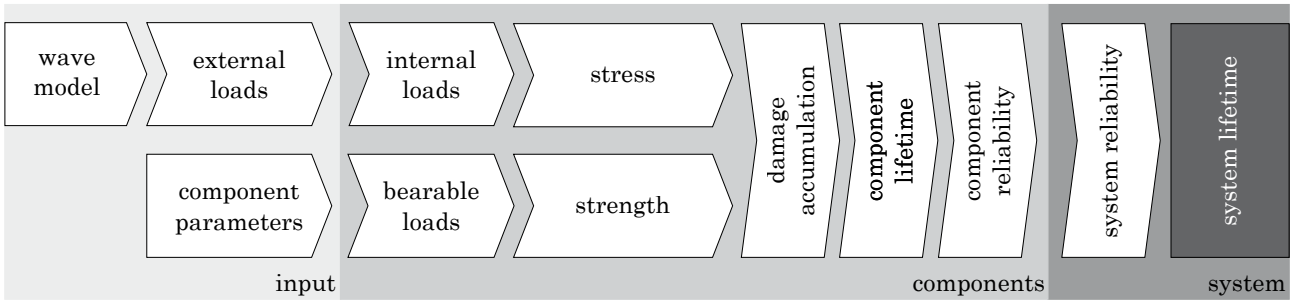 wave
model
external
loads
internal
loads
stress
component
parameters
bearable
loads
strength
damage
accumulation
component
lifetime
component
reliability
system reliability
system lifetime
input
components
system